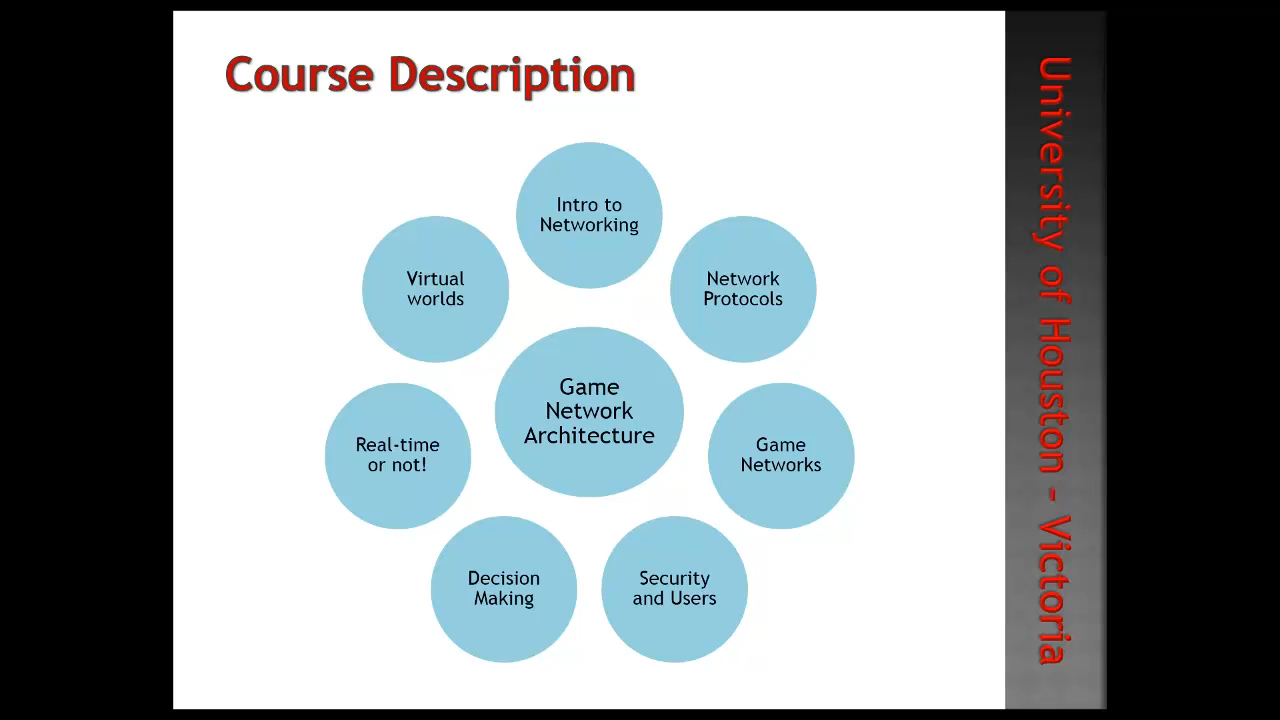 Course Description
Intro to
Networking
Network
Protocols
Game
Networks
Security
and Users
Decision
Making
Real-time
or not!
Virtual
worlds
Game
Network
Architecture
University of Houston - Victoria